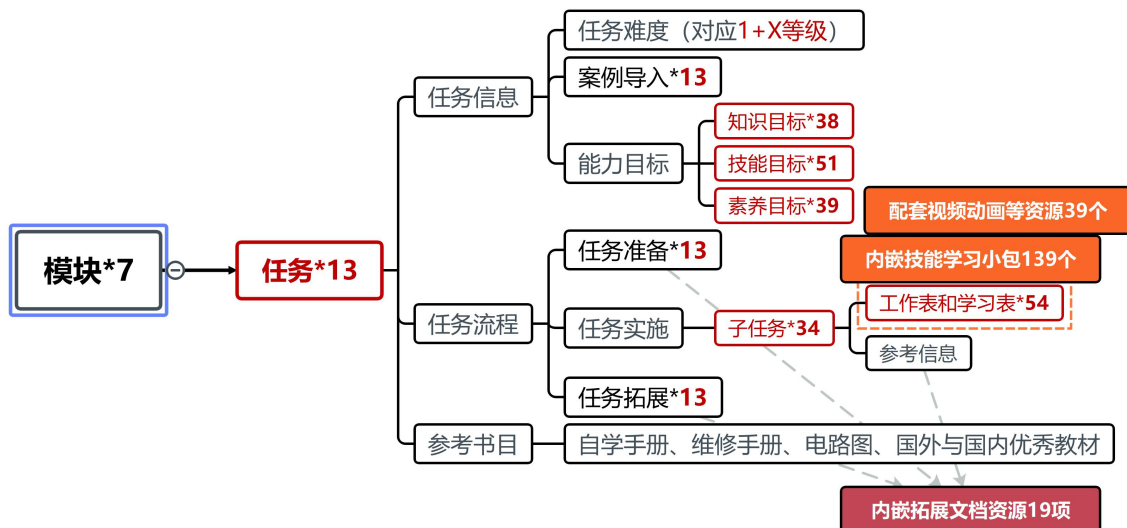 模块*7
任务*13
任务信息
任务难度（对应1+X等级）
案例导入*13
能力目标
知识目标*38
技能目标*51
素养目标*39
配套视频动画等资源39个
内嵌技能学习小包139个
任务流程
任务准备*13
任务实施
子任务*34
工作表和学习表*54
参考信息
任务拓展*13
参考书目
自学手册、维修手册、电路图、国外与国内优秀教材
内嵌拓展文档资源19项